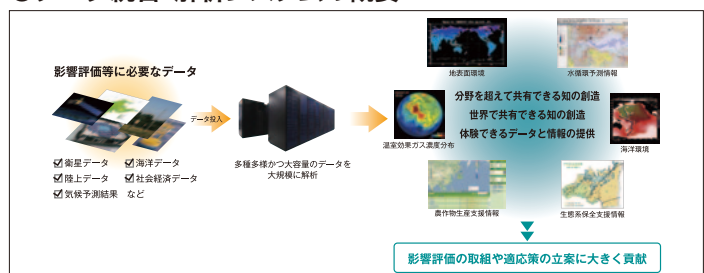 影響評価等に必要なデータ
データ投入
衛星データ
海洋データ
陸上データ
社会経済データ
気候予測結果 など
多種多様かつ大容量のデータを
大規模に解析
地表面環境
水循環予測情報
分野を超えて共有できる知の創造
世界で共有できる知の創造
体験できるデータと情報の提供
温室効果ガス濃度分布
海洋環境
農作物生産支援情報
生態系保全支援情報
影響評価の取組や適応策の立案に大きく貢献